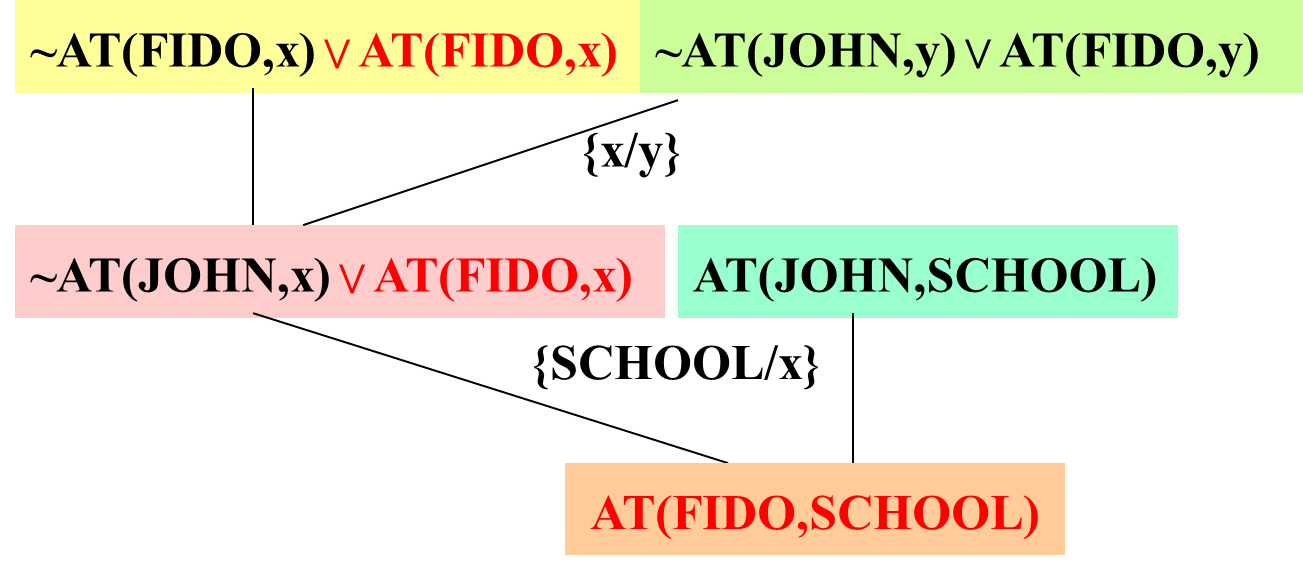 ~AT(FIDO,x) ∨ AT(FIDO,x) ~AT(JOHN,y) ∨ AT(FIDO,y)
{x/y}
~AT(JOHN,x) ∨ AT(FIDO,x) AT(JOHN,SCHOOL)
{SCHOOL/x}
AT(FIDO,SCHOOL)